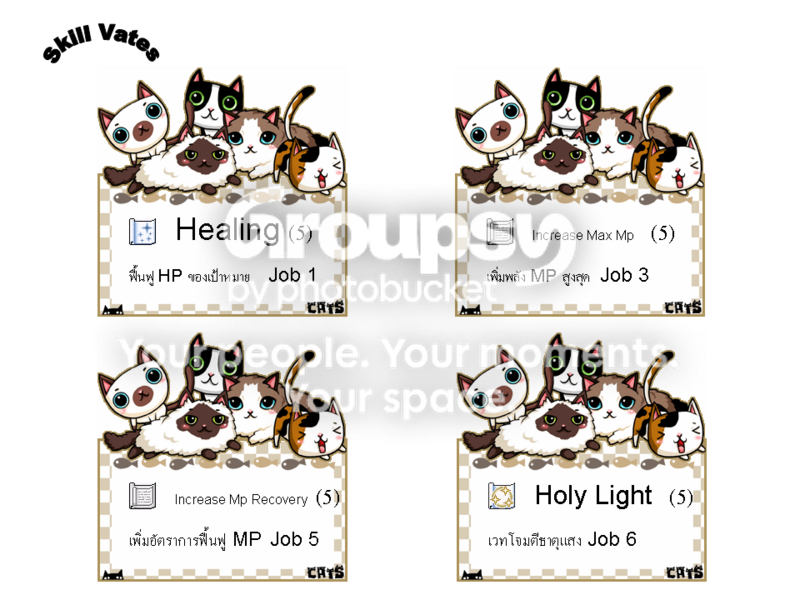 Skill Vates
Healing (5)
ฟื้นฟู HP ของเป้าหมาย Job 1
CATS
Increase Max Mp (5)
เพิ่มพลัง MP สูงสุด Job 3
CATS
Groupsy
by photobucket
Your people. Your moments.
Your space.
Increase Mp Recovery (5)
เพิ่มอัตราการฟื้นฟู MP Job 5
CATS
Holy Light (5)
เวทโจมตีธาตุแสง Job 6
CATS